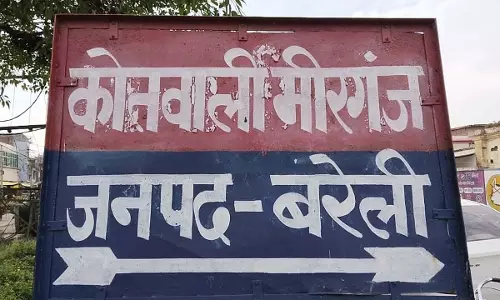 कोतवाली मीरगंज
जनपद - बरेली